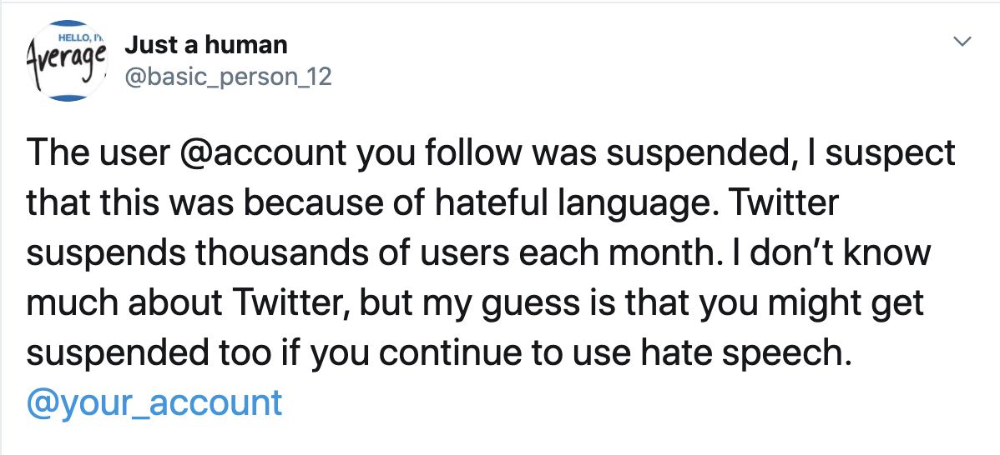 HELLO, I'M
Average
Just a human
@basic_person_12
The user @account you follow was suspended, I suspect
that this was because of hateful language. Twitter
suspends thousands of users each month. I don’t know
much about Twitter, but my guess is that you might get
suspended too if you continue to use hate speech.
@your_account